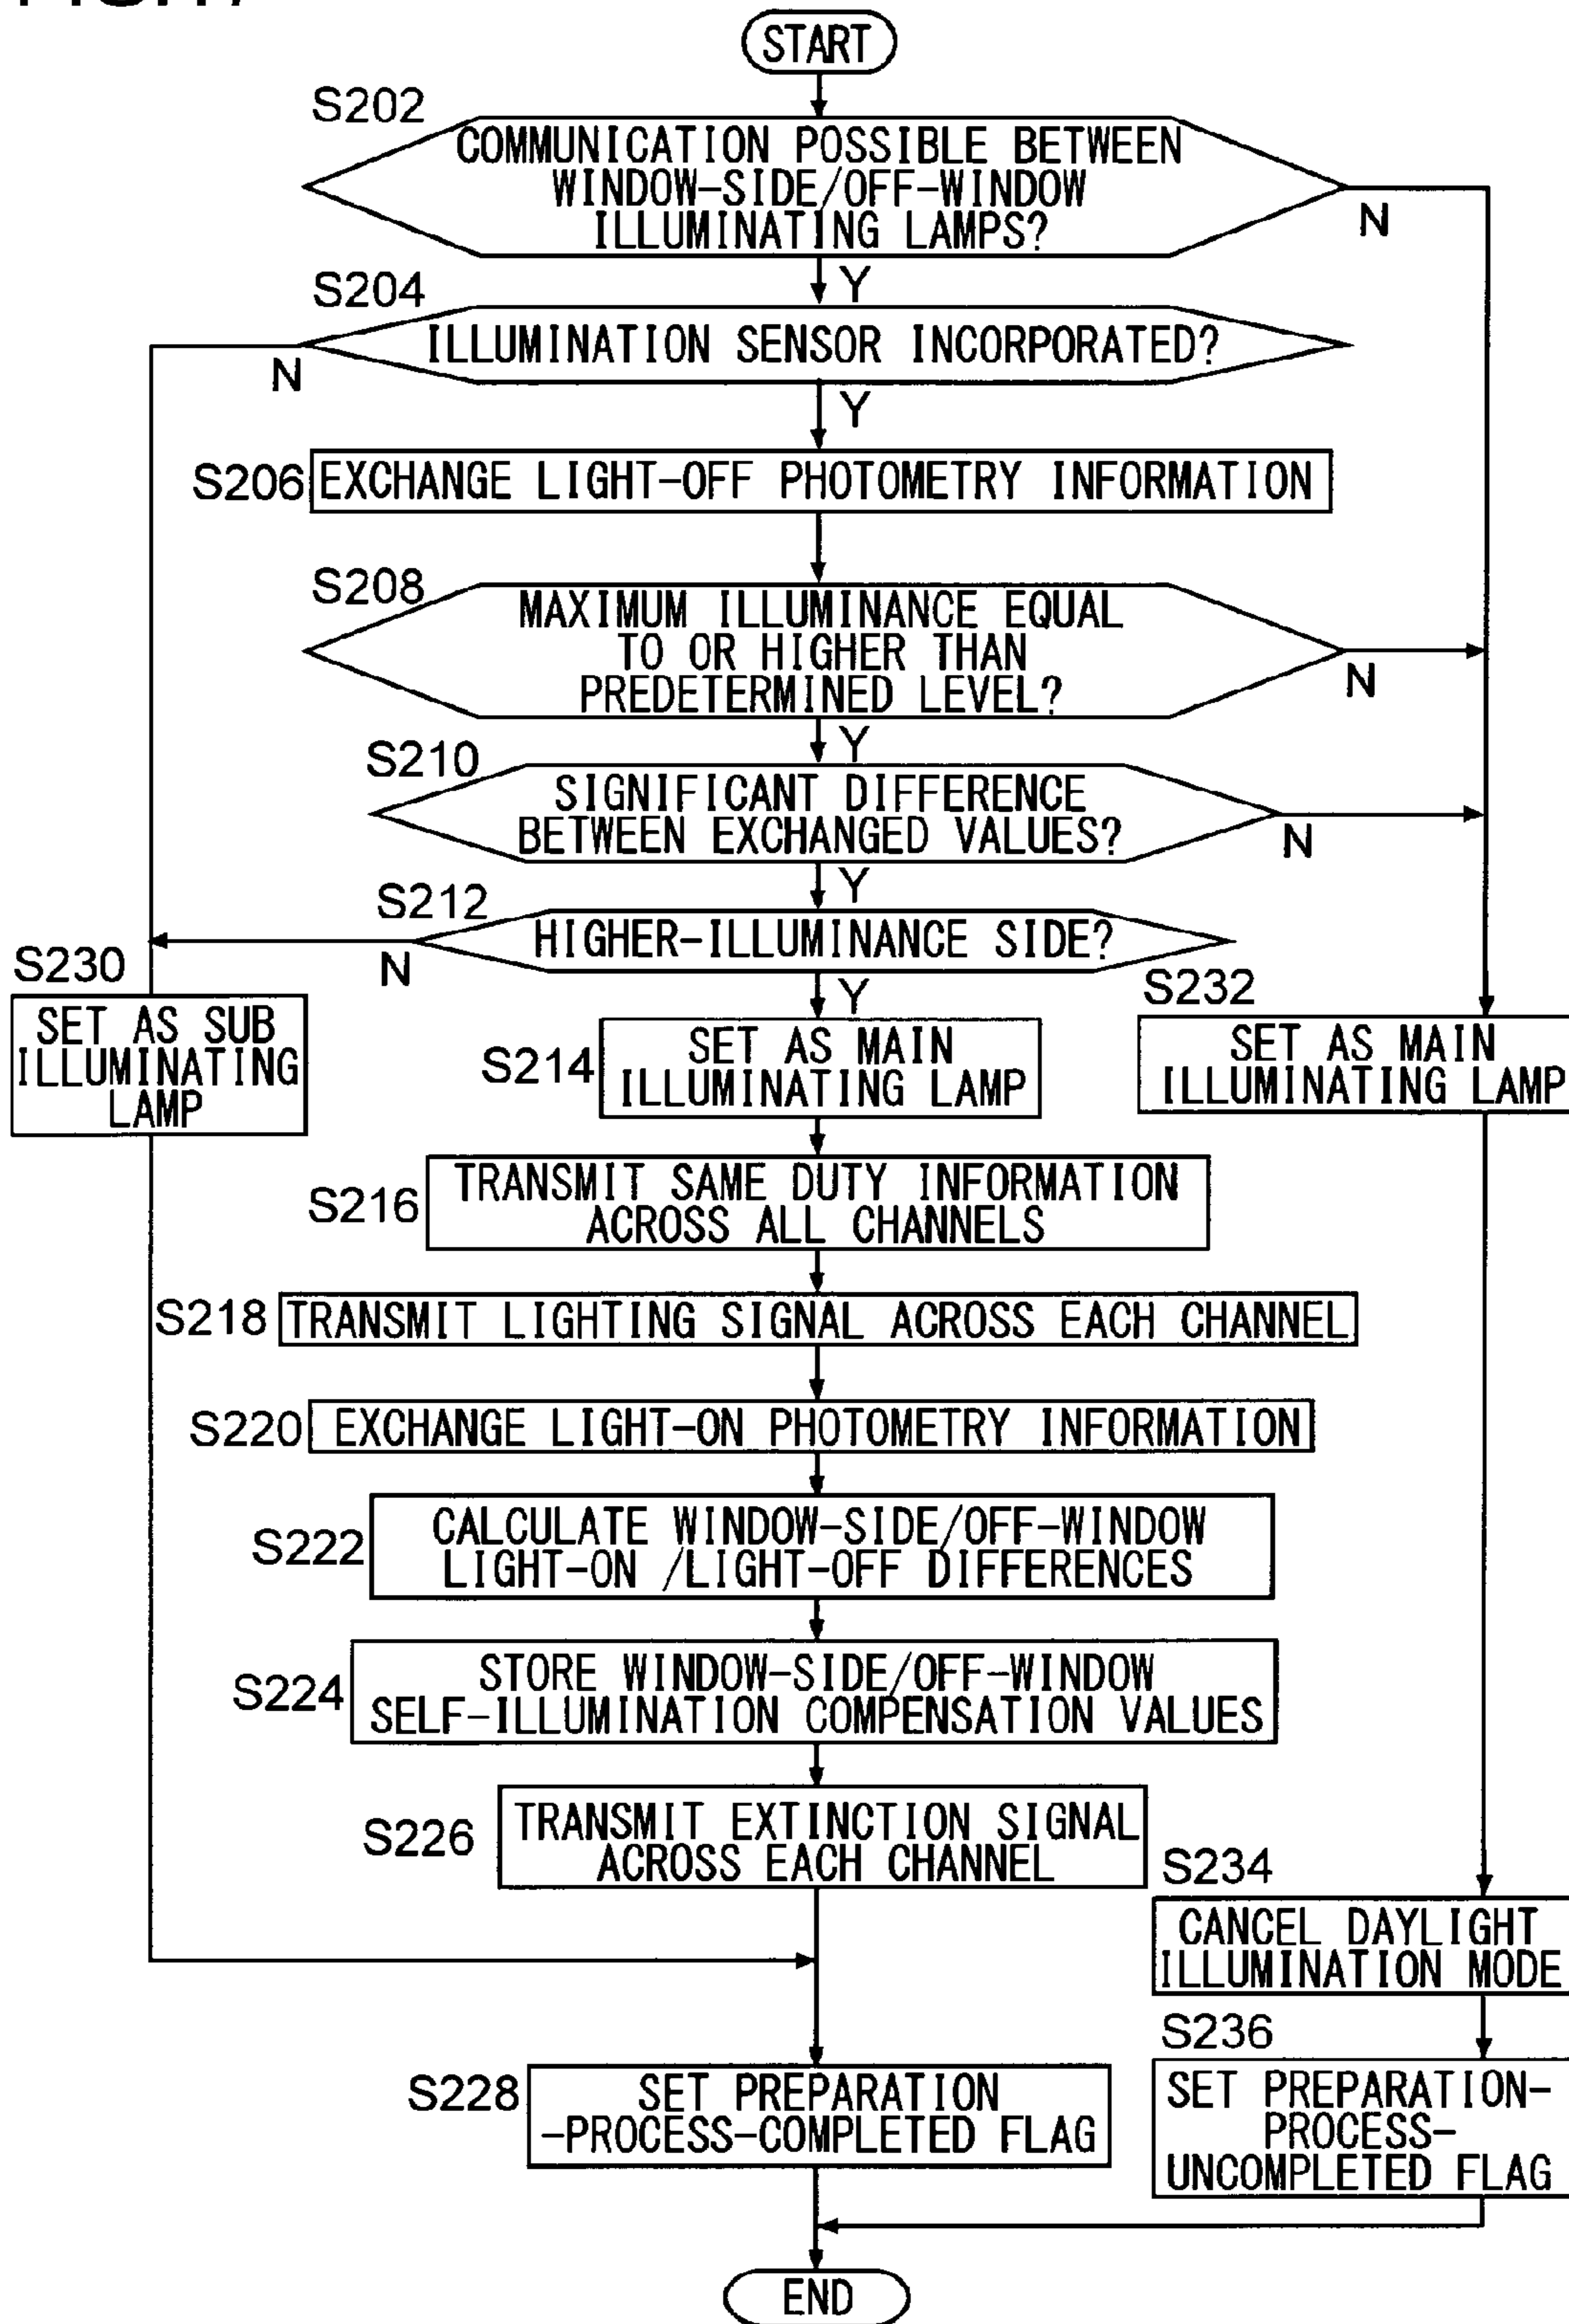 START
S202
COMMUNICATION POSSIBLE BETWEEN
WINDOW-SIDE/OFF-WINDOW
ILLUMINATING LAMPS?
N
Y
S204
ILLUMINATION SENSOR INCORPORATED?
N
Y
S206
EXCHANGE LIGHT-OFF PHOTOMETRY INFORMATION
S208
MAXIMUM ILLUMINANCE EQUAL
TO OR HIGHER THAN
PREDETERMINED LEVEL?
N
Y
S210
SIGNIFICANT DIFFERENCE
BETWEEN EXCHANGED VALUES?
N
Y
S212
HIGHER-ILLUMINANCE SIDE?
N
Y
S230
SET AS SUB
ILLUMINATING
LAMP
S214
SET AS MAIN
ILLUMINATING LAMP
S232
SET AS MAIN
ILLUMINATING LAMP
S216
TRANSMIT SAME DUTY INFORMATION
ACROSS ALL CHANNELS
S218
TRANSMIT LIGHTING SIGNAL ACROSS EACH CHANNEL
S220
EXCHANGE LIGHT-ON PHOTOMETRY INFORMATION
S222
CALCULATE WINDOW-SIDE/OFF-WINDOW
LIGHT-ON /LIGHT-OFF DIFFERENCES
S224
STORE WINDOW-SIDE/OFF-WINDOW
SELF-ILLUMINATION COMPENSATION VALUES
S226
TRANSMIT EXTINCTION SIGNAL
ACROSS EACH CHANNEL
S234
CANCEL DAYLIGHT
ILLUMINATION MODE
S228
SET PREPARATION
-PROCESS-COMPLETED FLAG
S236
SET PREPARATION-
PROCESS-
UNCOMPLETED FLAG
END